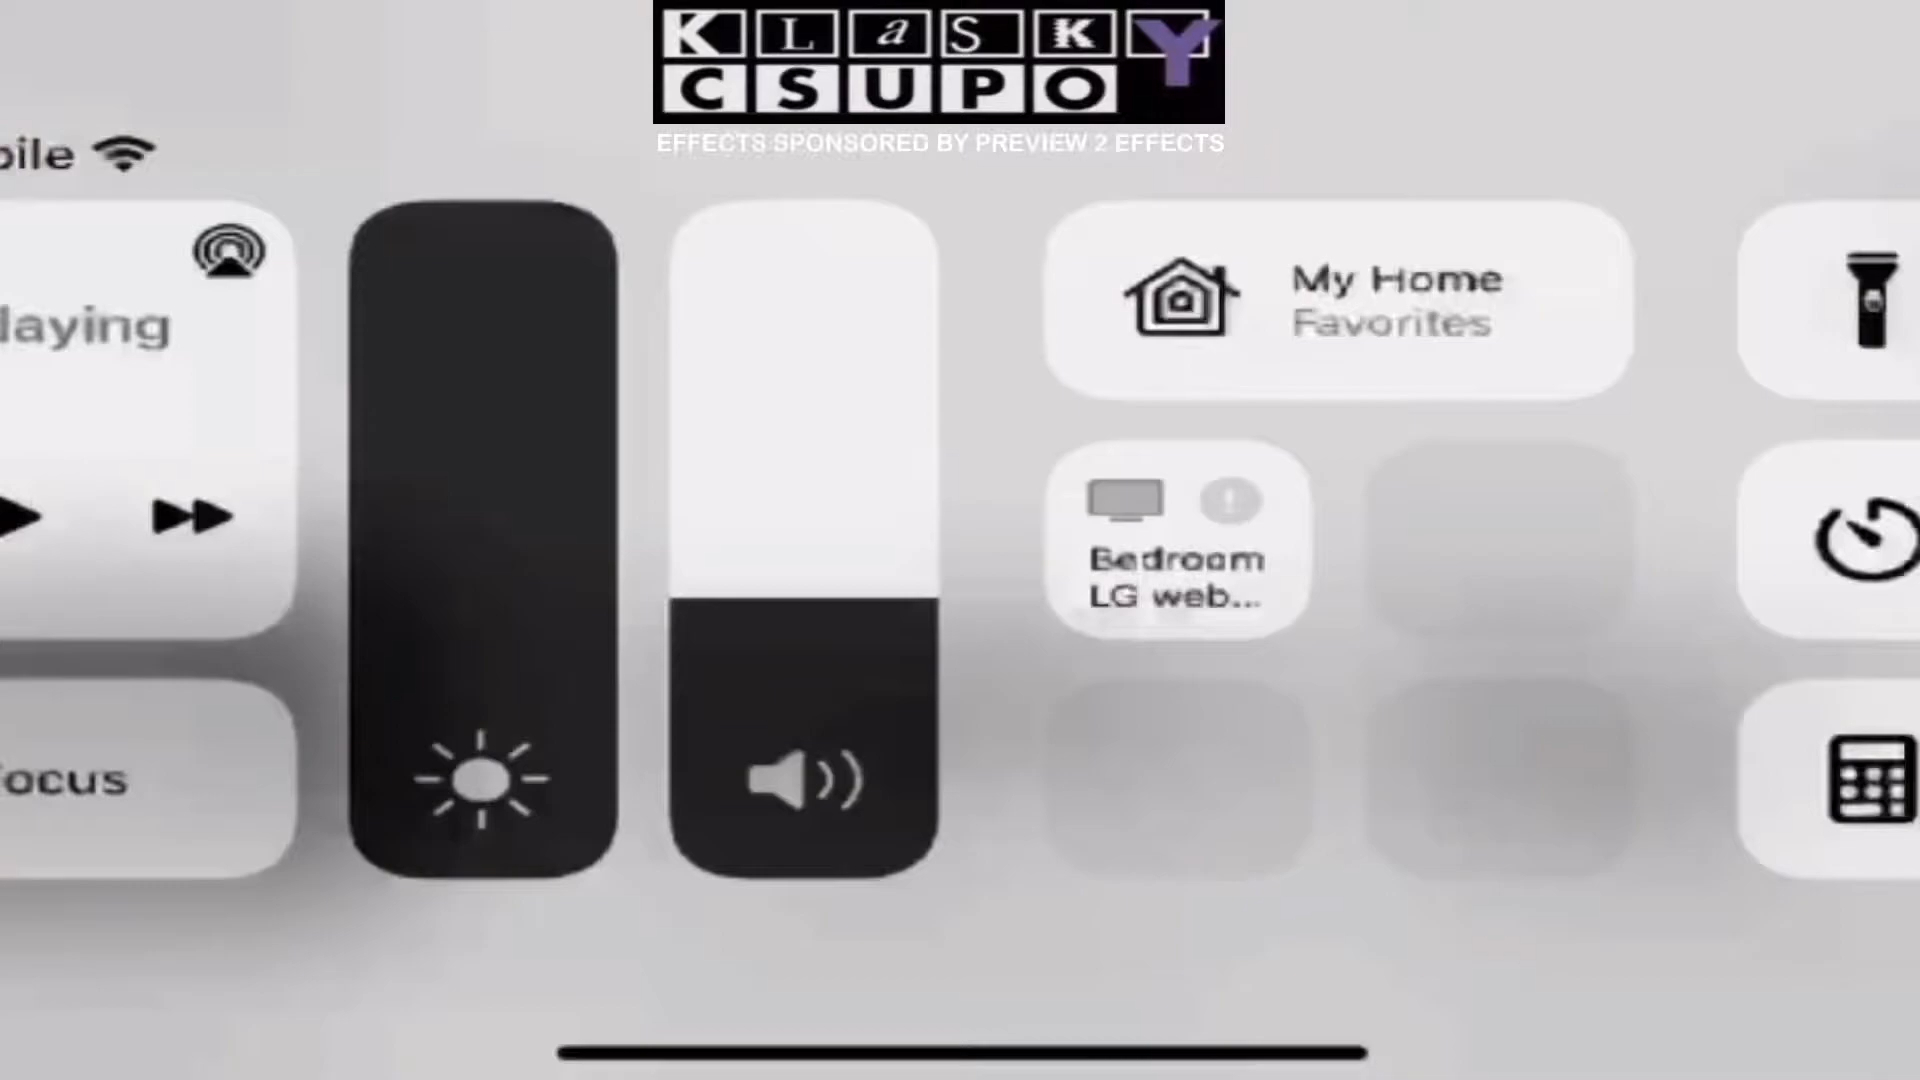 KLaSKY
CSUPO
EFFECTS SPONSORED BY PREVIEW 2 EFFECTS
bile
laying
My Home
Favorites
Bedroom
LG web...
ocus